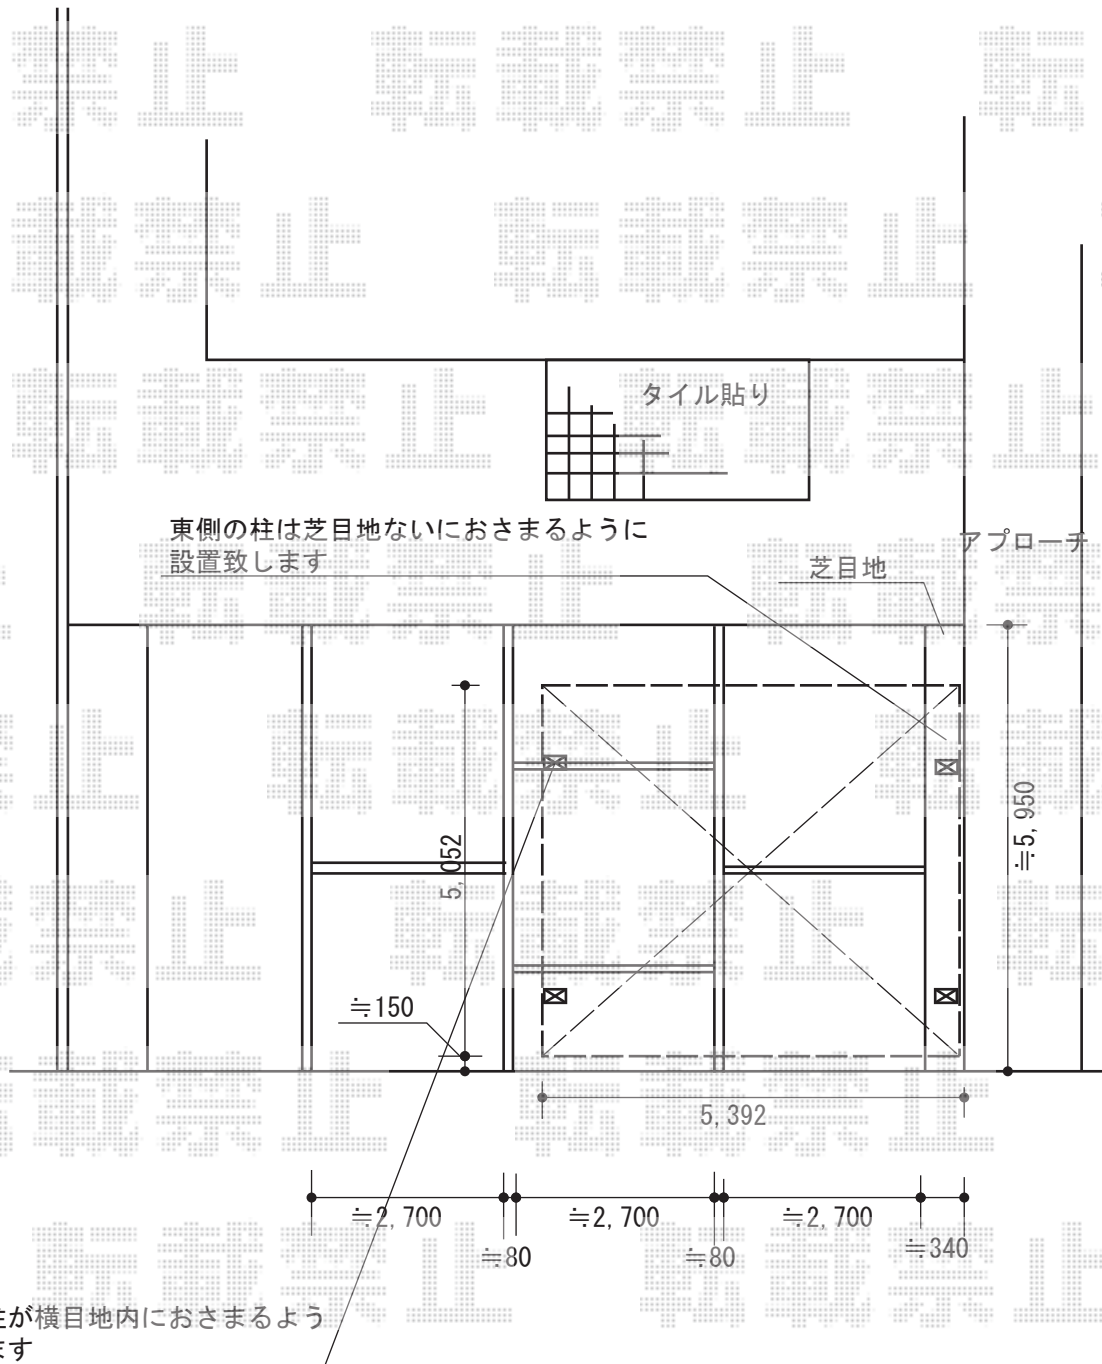 転載禁止
タイル貼り
東側の柱は芝目地ないにおさまるように
設置致します
アプローチ
芝目地
5,052
≒5,950
≒150
5,392
≒2,700
≒2,700
≒2,700
≒80
≒80
≒340
柱が横目地内におさまるよう
ます